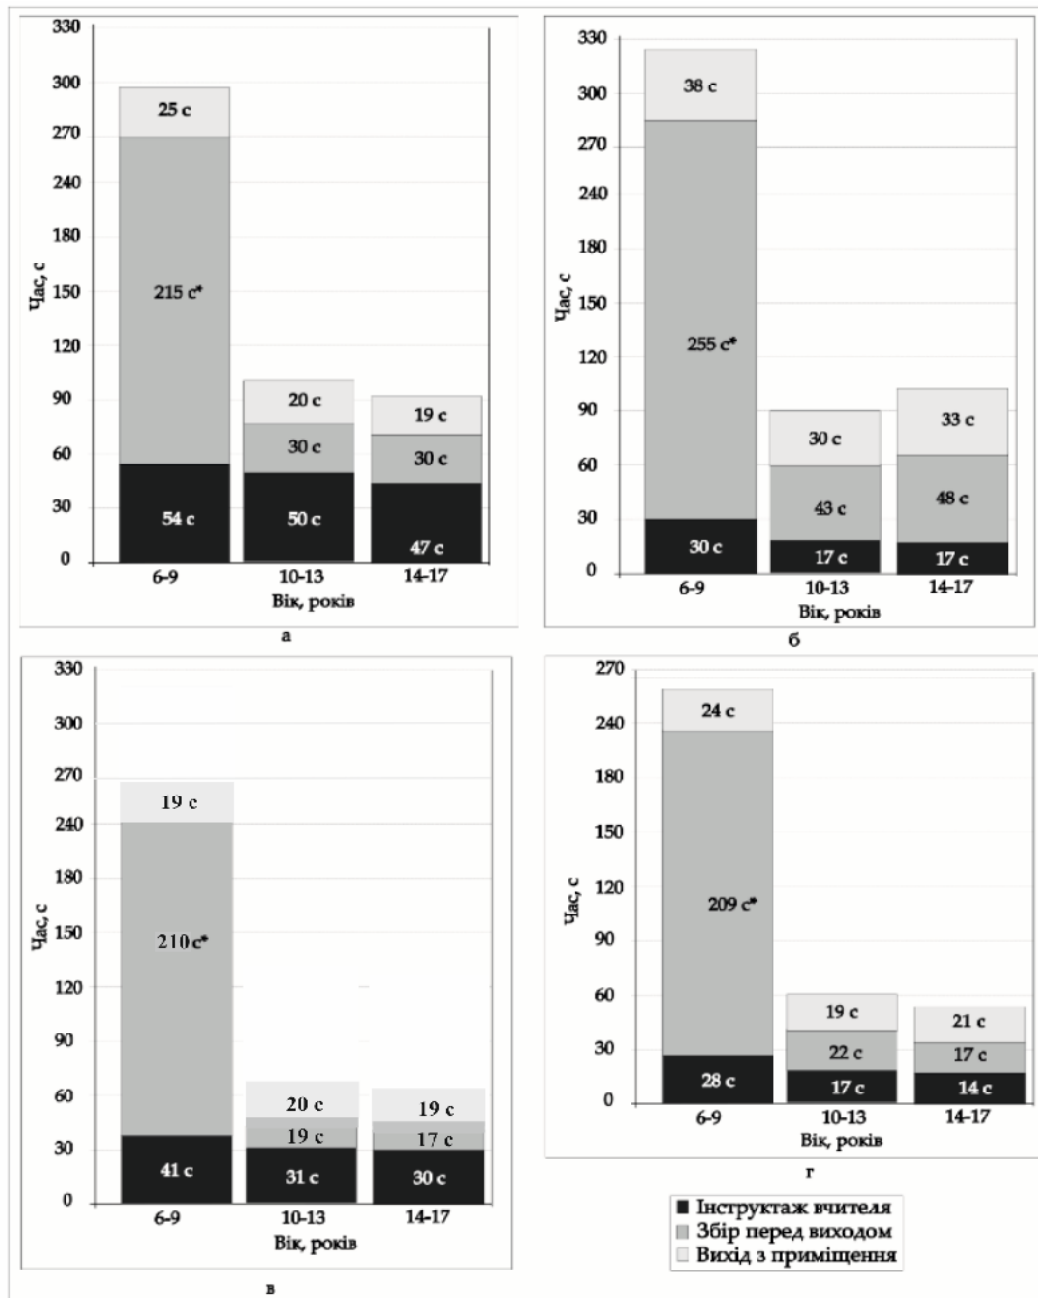 330
300
270
240
180
150
120
90
60
30
0
Час, с
25 с
215 с*
54 с
20 с
30 с
50 с
19 с
30 с
47 с
6-9
10-13
14-17
Вік, років
а
330
300
270
240
180
150
120
90
60
30
0
Час, с
38 с
255 с*
30 с
30 с
43 с
17 с
33 с
48 с
17 с
6-9
10-13
14-17
Вік, років
б
330
300
270
240
180
150
120
90
60
30
0
Час, с
19 с
210 с*
41 с
20 с
19 с
31 с
19 с
17 с
30 с
6-9
10-13
14-17
Вік, років
в
270
240
180
150
120
90
60
30
0
Час, с
24 с
209 с*
28 с
19 с
22 с
17 с
21 с
17 с
14 с
6-9
10-13
14-17
Вік, років
г
Інструктаж вчителя
Збір перед виходом
Вихід з приміщення